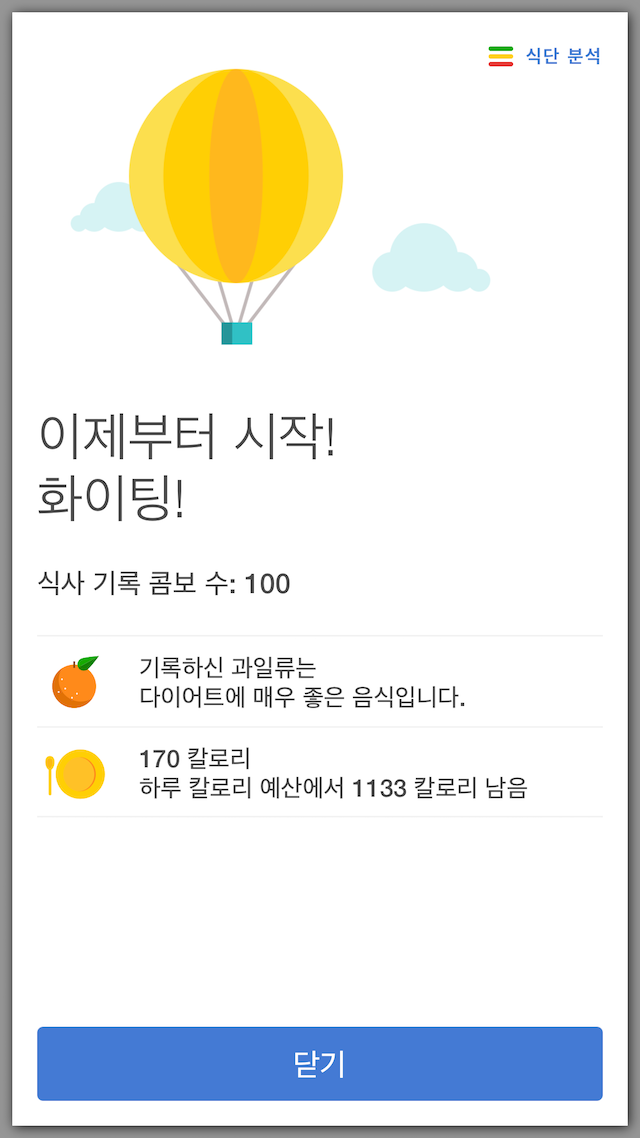 식단 분석
이제부터 시작!
화이팅!
식사 기록 콤보 수: 100
기록하신 과일류는
다이어트에 매우 좋은 음식입니다.
170 칼로리
하루 칼로리 예산에서 1133 칼로리 남음
닫기